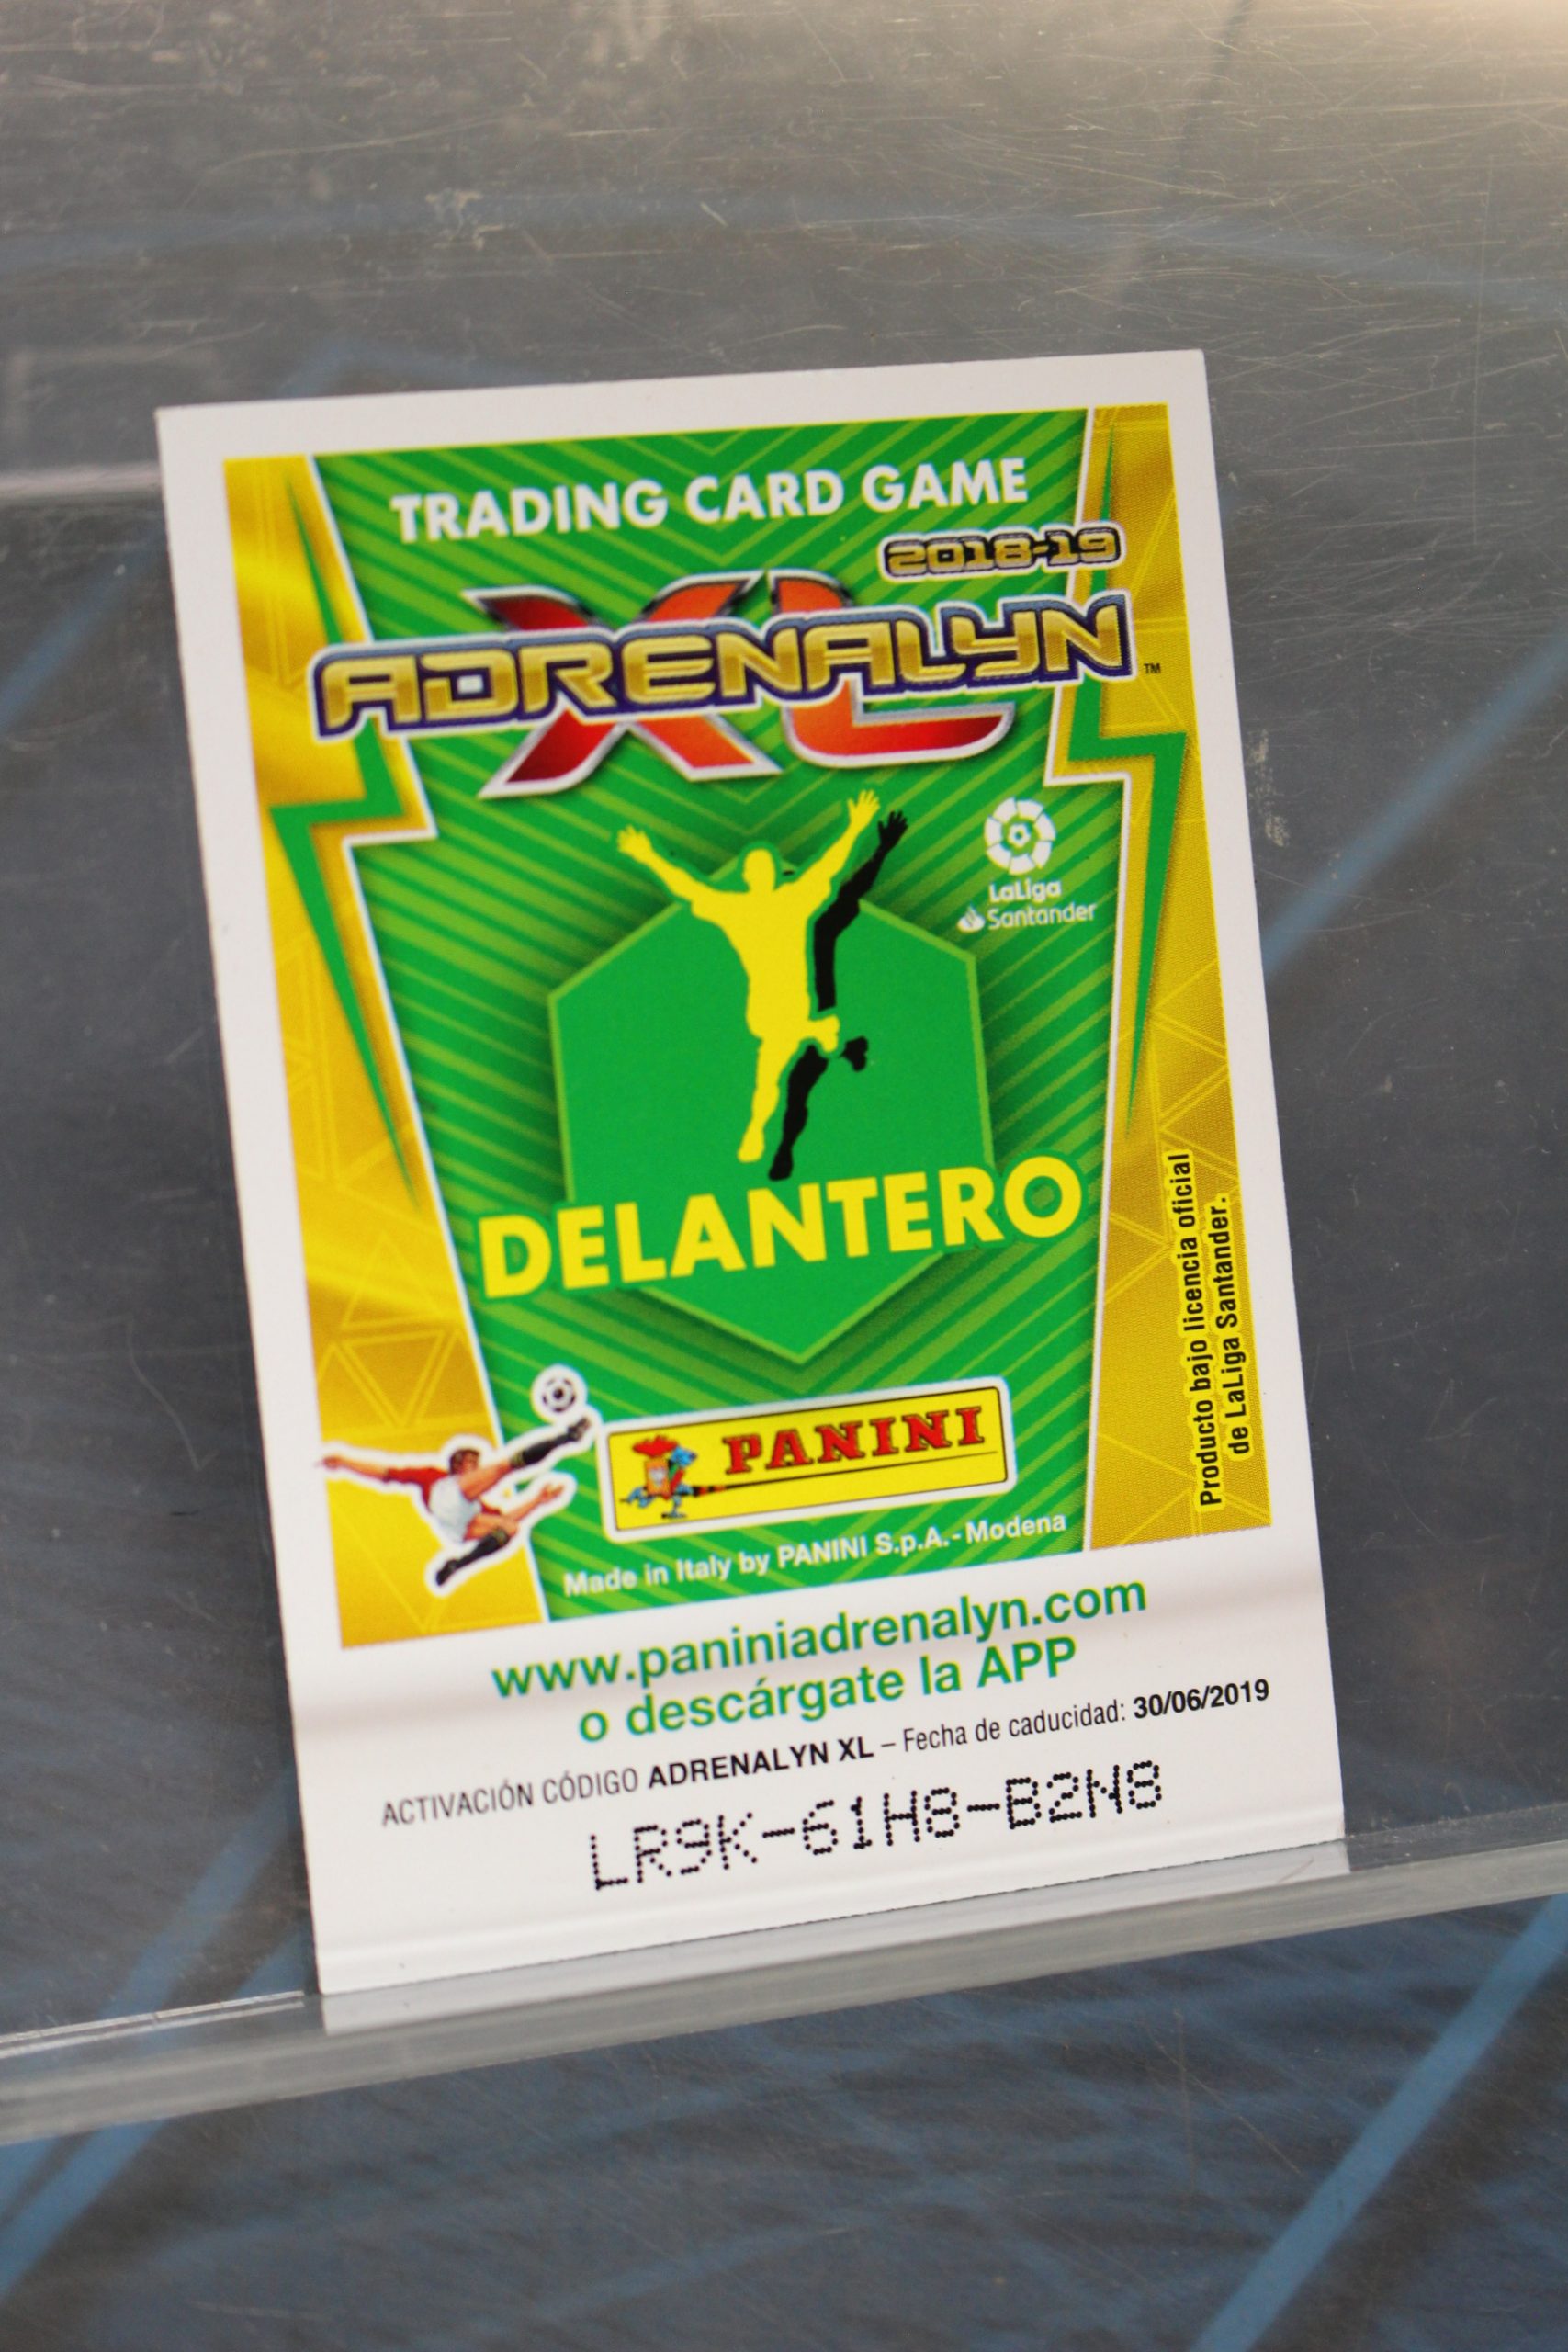 TRADING CARD GAME
2018-19
ADRENALYN XL™
LaLiga
Santander
DELANTERO
PANINI
Made in Italy by PANINI S.p.A.-Modena
Producto bajo licencia oficial
de LaLiga Santander.
www.paniniadrenalyn.com
o descárgate la APP
ACTIVACIÓN CÓDIGO ADRENALYN XL – Fecha de caducidad: 30/06/2019
LR9K-61H8-B2N8